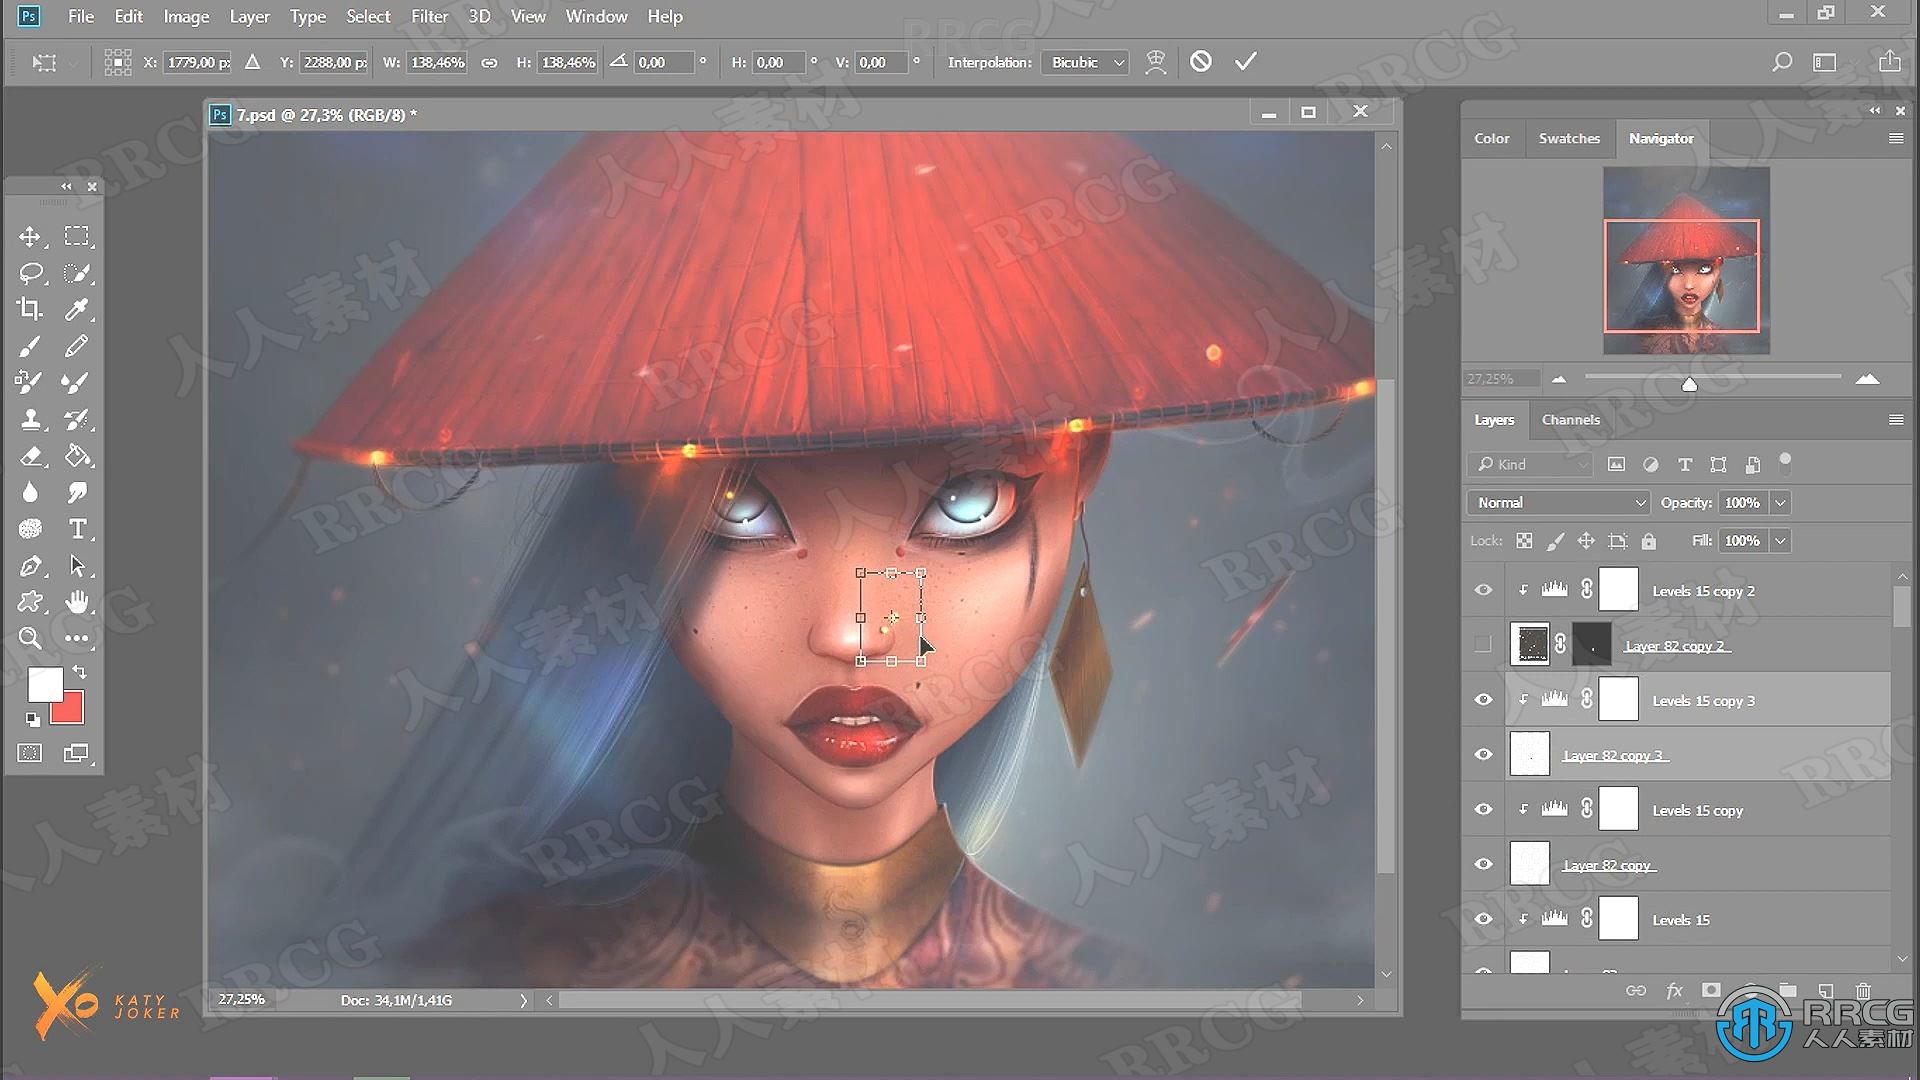 Ps File Edit Image Layer Type Select Filter 3D View Window Help
X: 1779,00 px Y: 2288,00 px W: 138,46% H: 138,46% 0,00 ° H: 0,00 ° V: 0,00 ° Interpolation: Bicubic
Ps 7.psd @ 27,3% (RGB/8) *
Color Swatches Navigator
27,25%
Layers Channels
Kind
Normal Opacity: 100%
Lock: Fill: 100%
Levels 15 copy 2
Layer 82 copy 2
Levels 15 copy 3
Layer 82 copy 3
Levels 15 copy
Layer 82 copy
Levels 15
27,25% Doc: 34,1M/1,41G
fx
KATY
JOKER
RRCG
人人素材